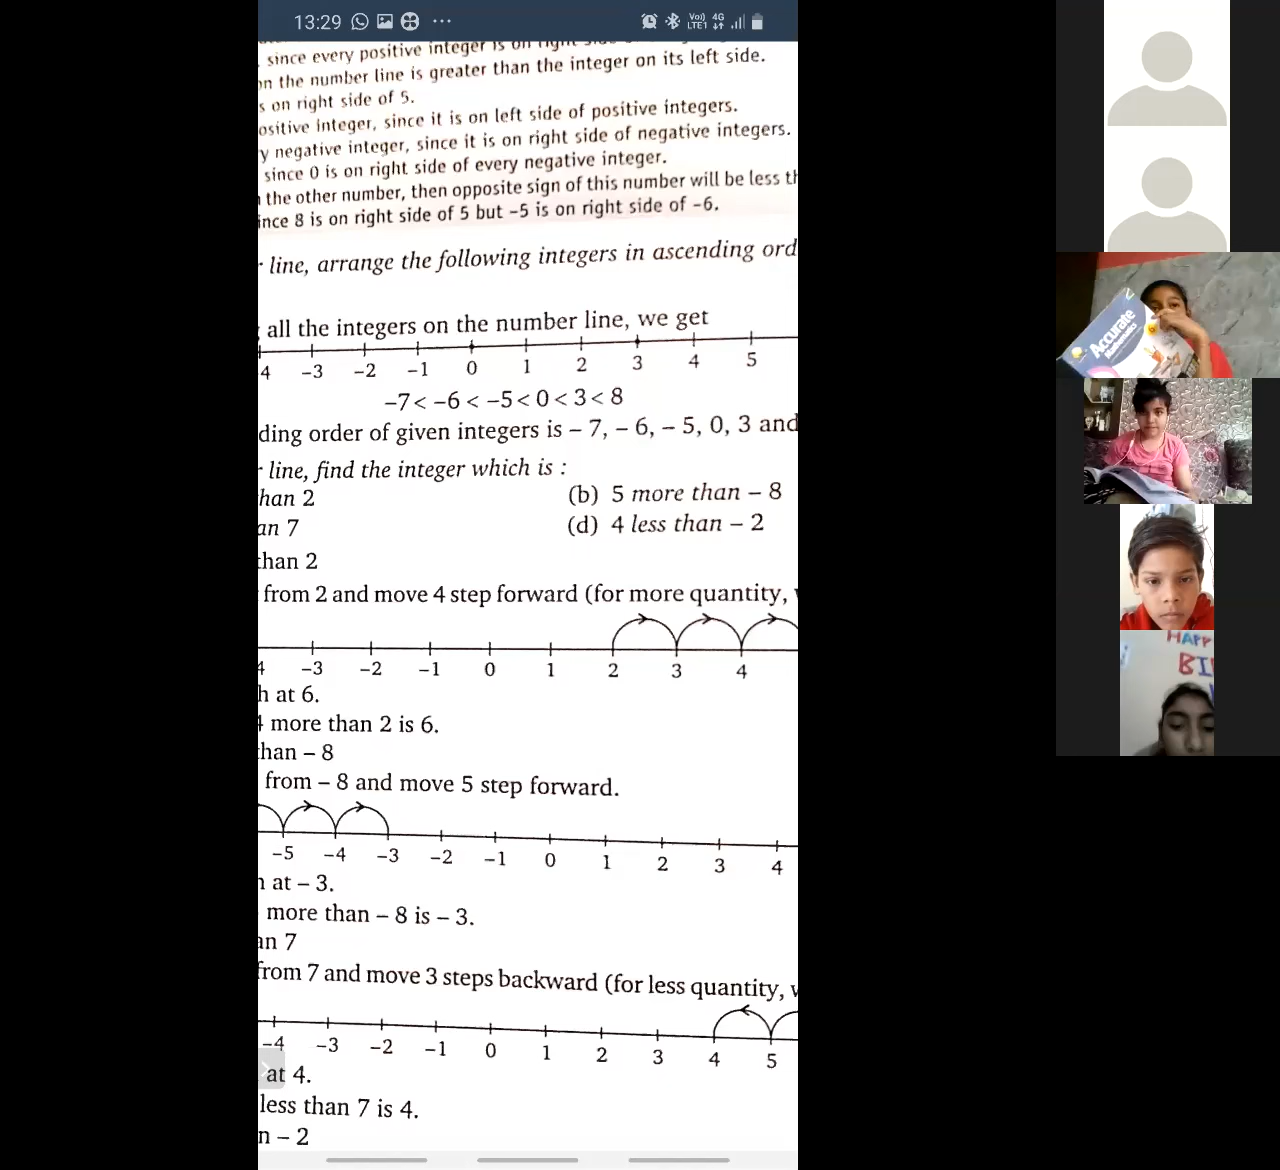 13:29
Vo) 4G
LTE1
since every positive integer is on right
on the number line is greater than the integer on its left side.
s on right side of 5.
ositive integer, since it is on left side of positive integers.
y negative integer, since it is on right side of negative integers.
since 0 is on right side of every negative integer.
the other number, then opposite sign of this number will be less th
ince 8 is on right side of 5 but –5 is on right side of –6.
line, arrange the following integers in ascending ord
all the integers on the number line, we get
4 –3 –2 –1 0 1 2 3 4 5
–7 < –6 < –5 < 0 < 3 < 8
ding order of given integers is – 7, – 6, – 5, 0, 3 and
line, find the integer which is :
han 2 (b) 5 more than – 8
an 7 (d) 4 less than – 2
than 2
from 2 and move 4 step forward (for more quantity,
4 –3 –2 –1 0 1 2 3 4
h at 6.
4 more than 2 is 6.
than – 8
from – 8 and move 5 step forward.
–5 –4 –3 –2 –1 0 1 2 3 4
h at – 3.
more than – 8 is – 3.
an 7
from 7 and move 3 steps backward (for less quantity, w
–4 –3 –2 –1 0 1 2 3 4 5
at 4.
less than 7 is 4.
n – 2
Accurate
Mathematics
HAPP
BI